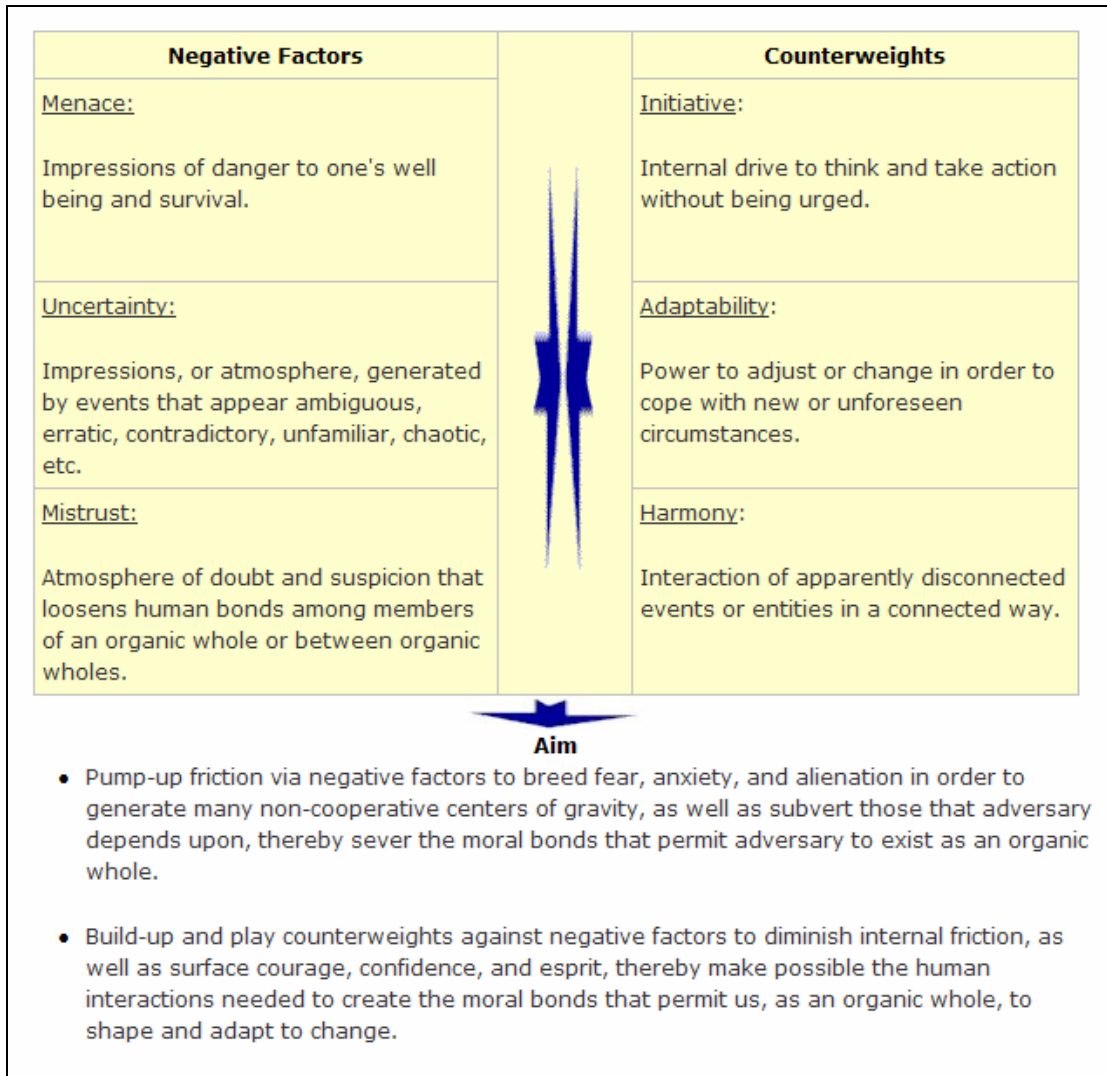 Negative Factors
Counterweights
Menace:
Impressions of danger to one's well
being and survival.
Initiative:
Internal drive to think and take action
without being urged.
Uncertainty:
Impressions, or atmosphere, generated
by events that appear ambiguous,
erratic, contradictory, unfamiliar, chaotic,
etc.
Adaptability:
Power to adjust or change in order to
cope with new or unforeseen
circumstances.
Mistrust:
Atmosphere of doubt and suspicion that
loosens human bonds among members
of an organic whole or between organic
wholes.
Harmony:
Interaction of apparently disconnected
events or entities in a connected way.
Aim
• Pump-up friction via negative factors to breed fear, anxiety, and alienation in order to
generate many non-cooperative centers of gravity, as well as subvert those that adversary
depends upon, thereby sever the moral bonds that permit adversary to exist as an organic
whole.
• Build-up and play counterweights against negative factors to diminish internal friction, as
well as surface courage, confidence, and esprit, thereby make possible the human
interactions needed to create the moral bonds that permit us, as an organic whole, to
shape and adapt to change.